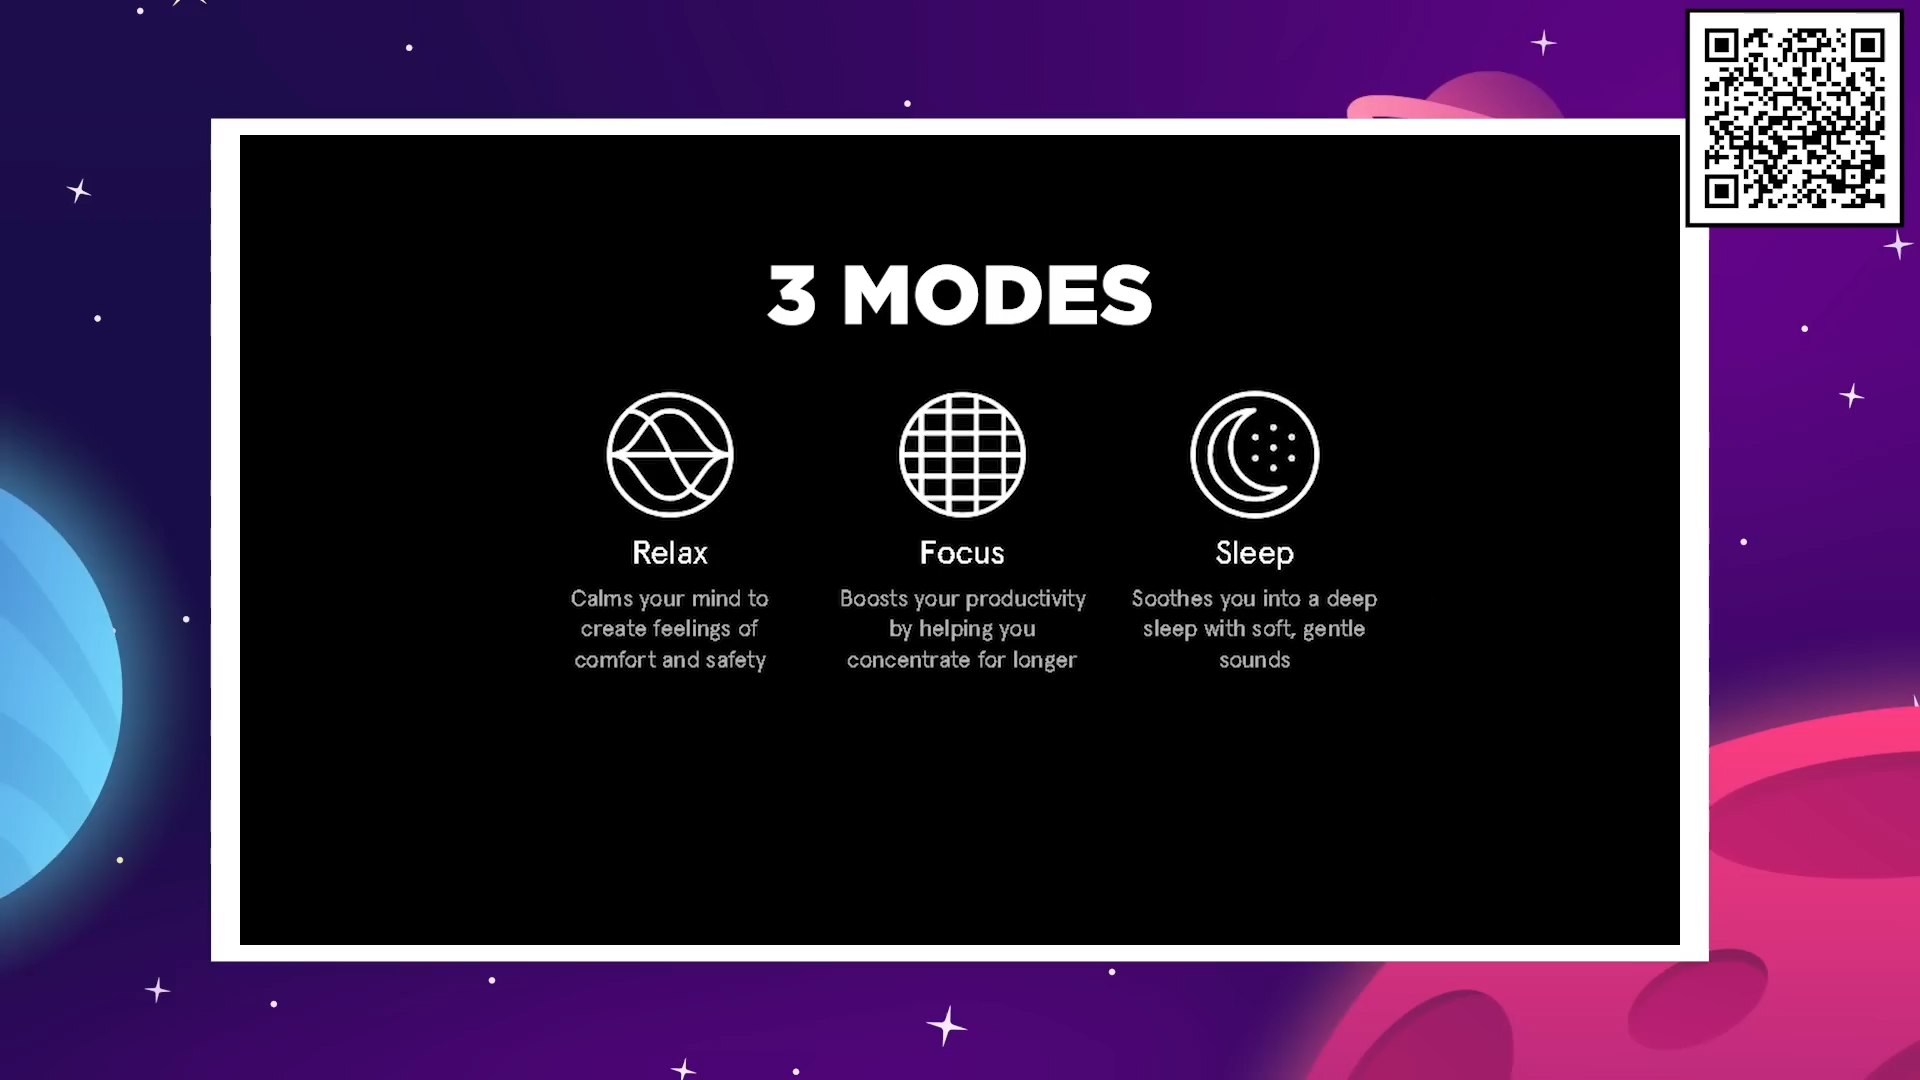 3 MODES
Relax
Calms your mind to
create feelings of
comfort and safety
Focus
Boosts your productivity
by helping you
concentrate for longer
Sleep
Soothes you into a deep
sleep with soft, gentle
sounds